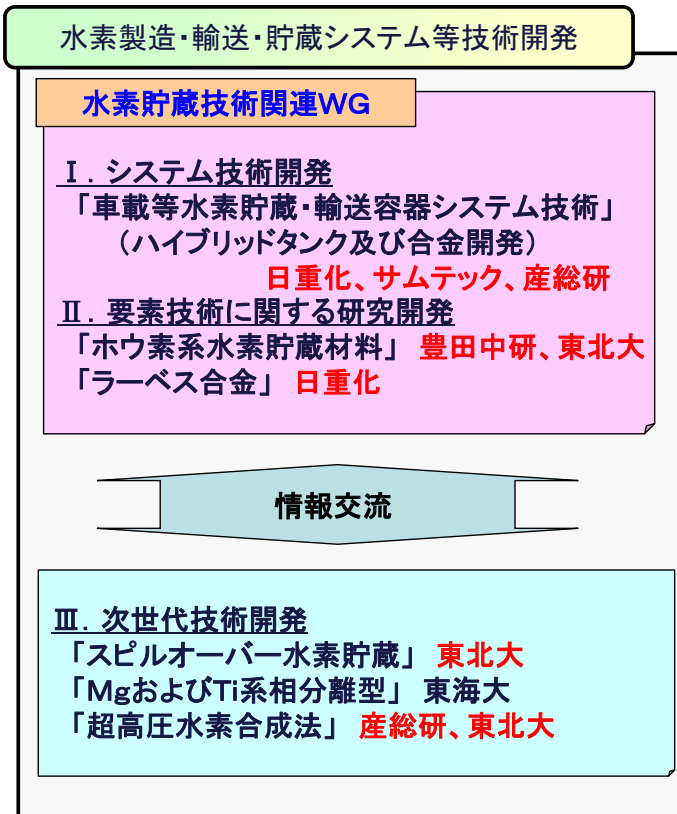 水素製造・輸送・貯蔵システム等技術開発
水素貯蔵技術関連WG
Ⅰ．システム技術開発
「車載等水素貯蔵・輸送容器システム技術」
（ハイブリッドタンク及び合金開発）
日重化、サムテック、産総研
Ⅱ．要素技術に関する研究開発
「ホウ素系水素貯蔵材料」 豊田中研、東北大
「ラーベス合金」 日重化
情報交流
Ⅲ．次世代技術開発
「スピルオーバー水素貯蔵」 東北大
「MgおよびTi系相分離型」 東海大
「超高圧水素合成法」 産総研、東北大